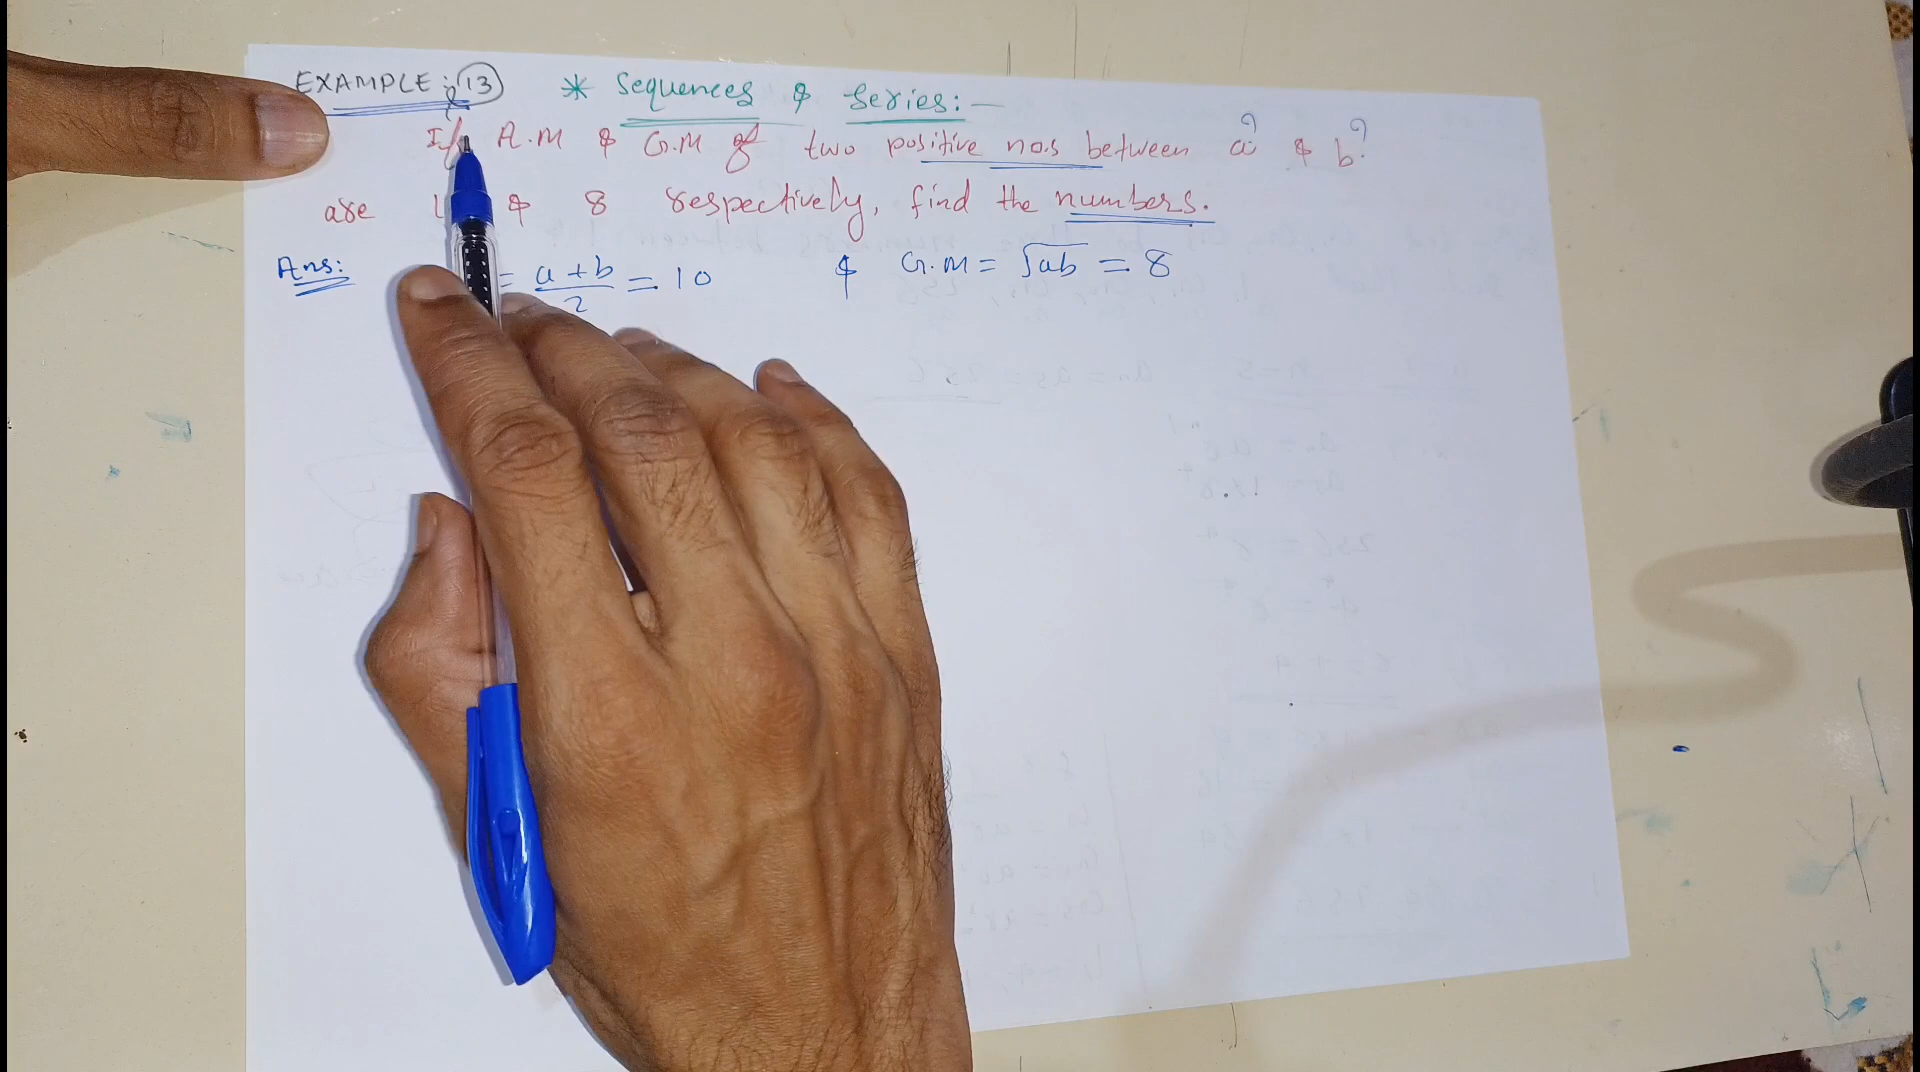 EXAMPLE: 13 * Sequences & Series:-
If A.M & G.M of two positive nos between a? & b?
are & 8 respectively, find the numbers.
Ans: = a+b/2 = 10 & G.M = √ab = 8